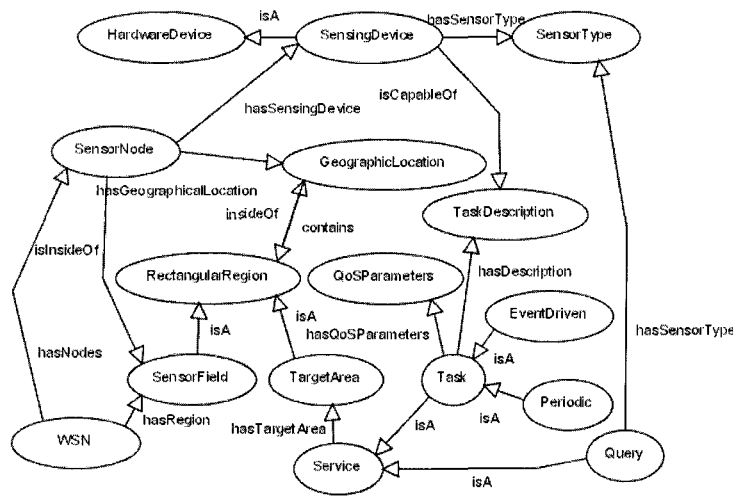 isA
hasSensorType
HardwareDevice
SensingDevice
SensorType
isCapableOf
hasSensingDevice
SensorNode
GeographicLocation
hasGeographicalLocation
insideOf
contains
TaskDescription
isInsideOf
RectangularRegion
QoSParameters
hasDescription
isA
isA
hasQoSParameters
EventDriven
hasSensorType
isA
hasNodes
SensorField
TargetArea
Task
Periodic
isA
hasRegion
WSN
hasTargetArea
isA
Query
Service
isA